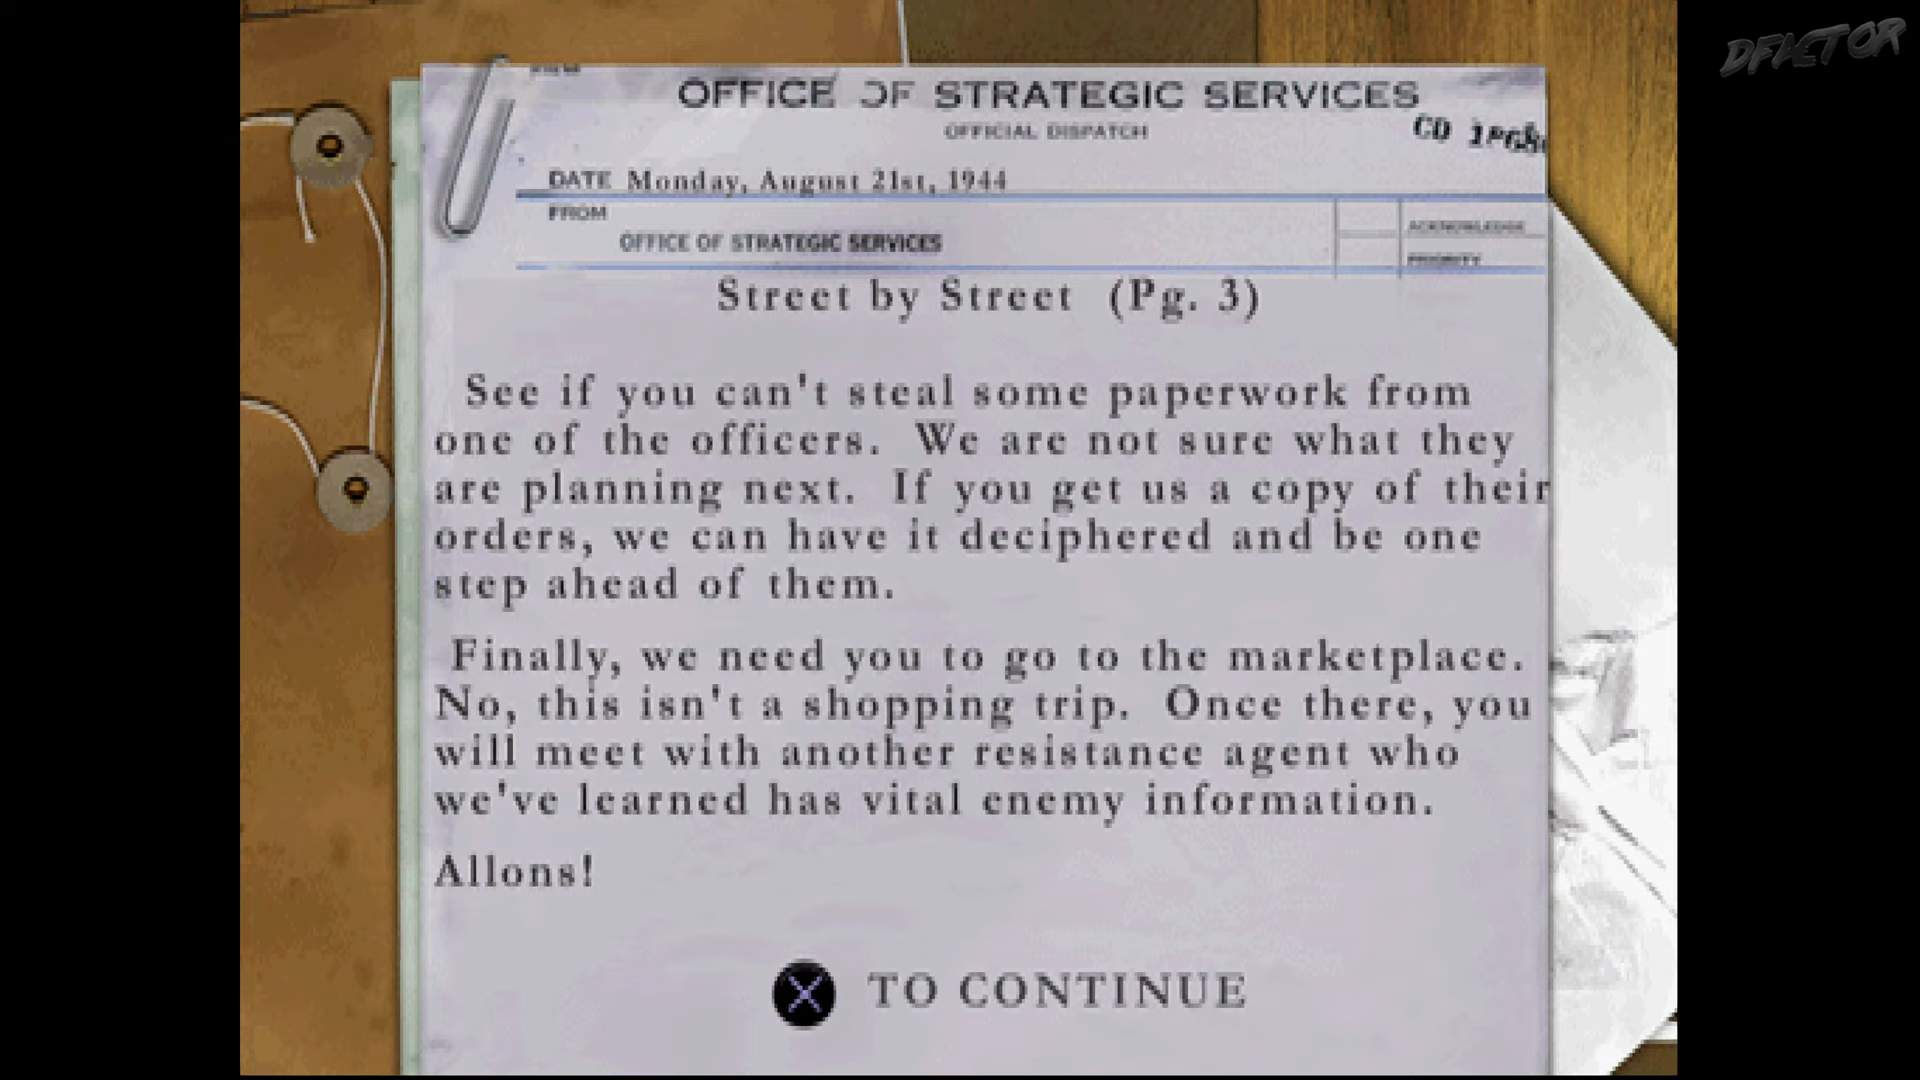 DFACTOR
OFFICE OF STRATEGIC SERVICES
OFFICIAL DISPATCH
DATE Monday, August 21st, 1944
FROM
ACKNOWLEDGE
OFFICE OF STRATEGIC SERVICES
PRIORITY
Street by Street (Pg. 3)
See if you can't steal some paperwork from
one of the officers. We are not sure what they
are planning next. If you get us a copy of their
orders, we can have it deciphered and be one
step ahead of them.
Finally, we need you to go to the marketplace.
No, this isn't a shopping trip. Once there, you
will meet with another resistance agent who
we've learned has vital enemy information.
Allons!
TO CONTINUE